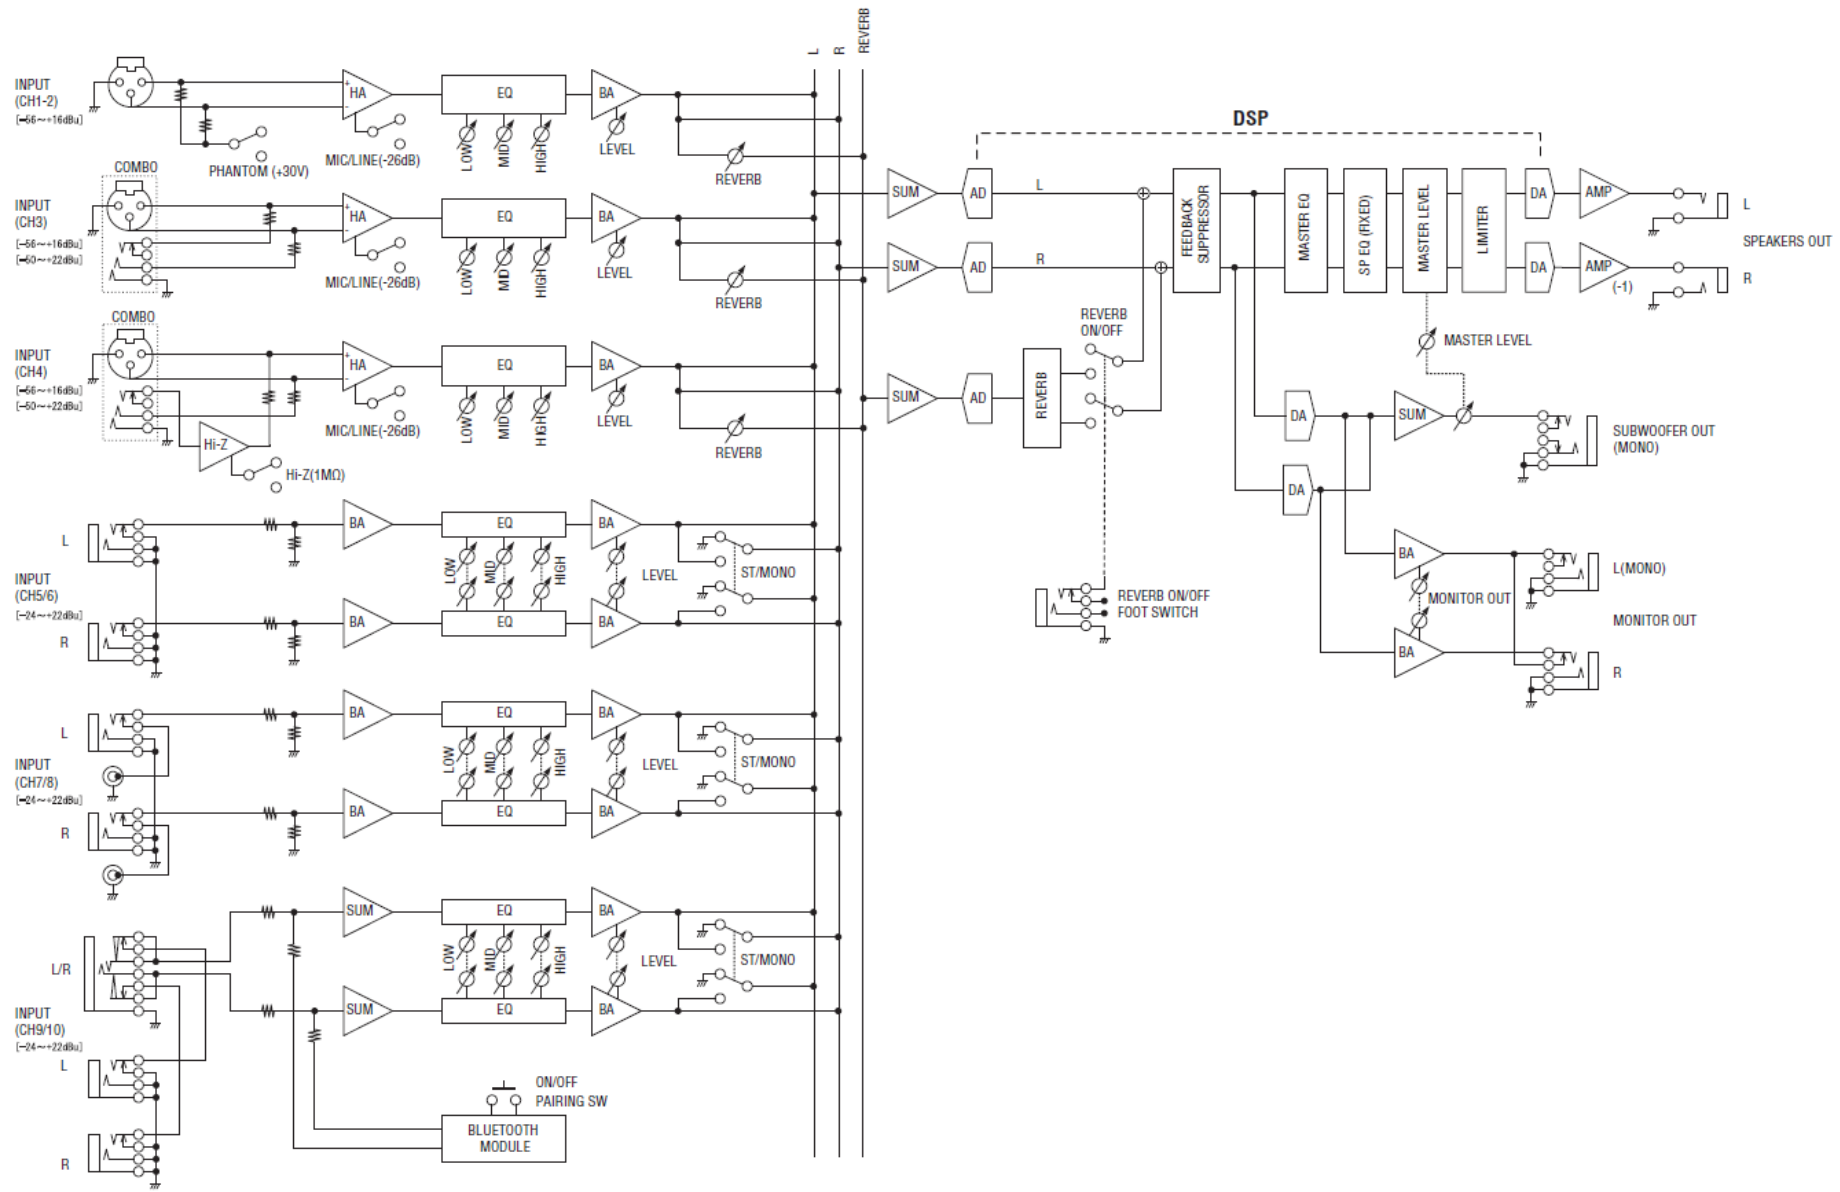 L
R
REVERB
INPUT
(CH1-2)
[-56~+16dBu]
HA
EQ
BA
LOW
MID
HIGH
LEVEL
MIC/LINE(-26dB)
PHANTOM (+30V)
REVERB
COMBO
INPUT
(CH3)
[-56~+16dBu]
[-50~+22dBu]
HA
EQ
BA
LOW
MID
HIGH
LEVEL
MIC/LINE(-26dB)
REVERB
COMBO
INPUT
(CH4)
[-56~+16dBu]
[-50~+22dBu]
HA
EQ
BA
LOW
MID
HIGH
LEVEL
MIC/LINE(-26dB)
REVERB
Hi-Z
Hi-Z(1MΩ)
L
INPUT
(CH5/6)
[-24~+22dBu]
R
BA
EQ
BA
LOW
MID
HIGH
LEVEL
ST/MONO
BA
EQ
BA
L
INPUT
(CH7/8)
[-24~+22dBu]
R
BA
EQ
BA
LOW
MID
HIGH
LEVEL
ST/MONO
BA
EQ
BA
L/R
INPUT
(CH9/10)
[-24~+22dBu]
L
R
SUM
EQ
BA
LOW
MID
HIGH
LEVEL
ST/MONO
SUM
EQ
BA
ON/OFF
PAIRING SW
BLUETOOTH
MODULE
DSP
SUM
AD
L
SUM
AD
R
FEEDBACK
SUPPRESSOR
MASTER EQ
SP EQ (FIXED)
MASTER LEVEL
LIMITER
DA
AMP
L
SPEAKERS OUT
DA
AMP
(-1)
R
REVERB
ON/OFF
MASTER LEVEL
SUM
AD
REVERB
DA
SUM
SUBWOOFER OUT
(MONO)
DA
BA
L(MONO)
MONITOR OUT
MONITOR OUT
BA
R
REVERB ON/OFF
FOOT SWITCH